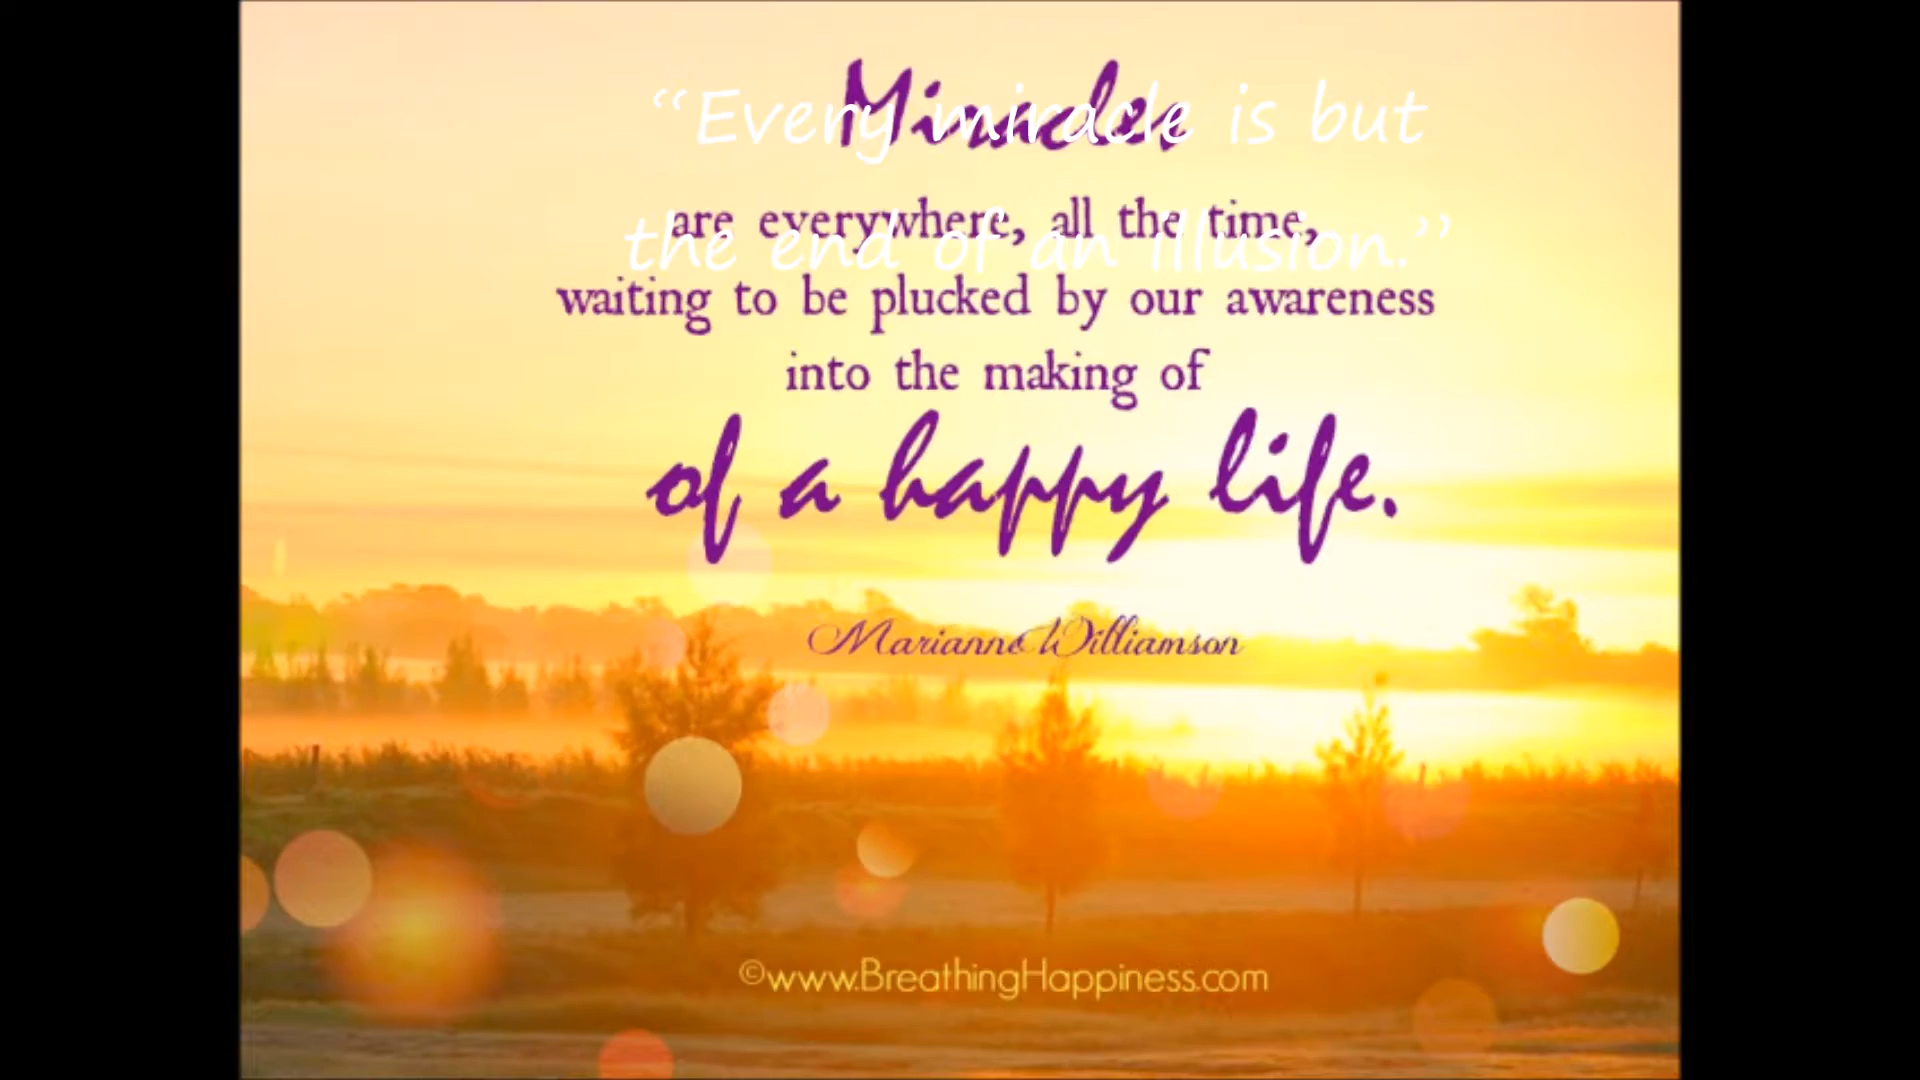 Miracles
"Every miracle is but
are everywhere, all the time,
the end of an illusion."
waiting to be plucked by our awareness
into the making of
of a happy life.
Marianne Williamson
©www.BreathingHappiness.com